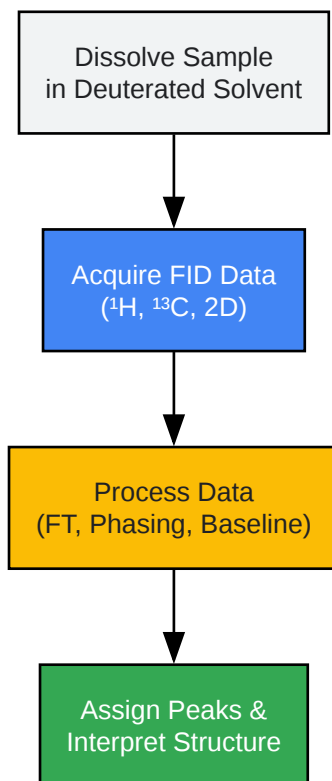 Dissolve Sample
in Deuterated Solvent
Acquire FID Data
(¹H, ¹³C, 2D)
Process Data
(FT, Phasing, Baseline)
Assign Peaks &
Interpret Structure